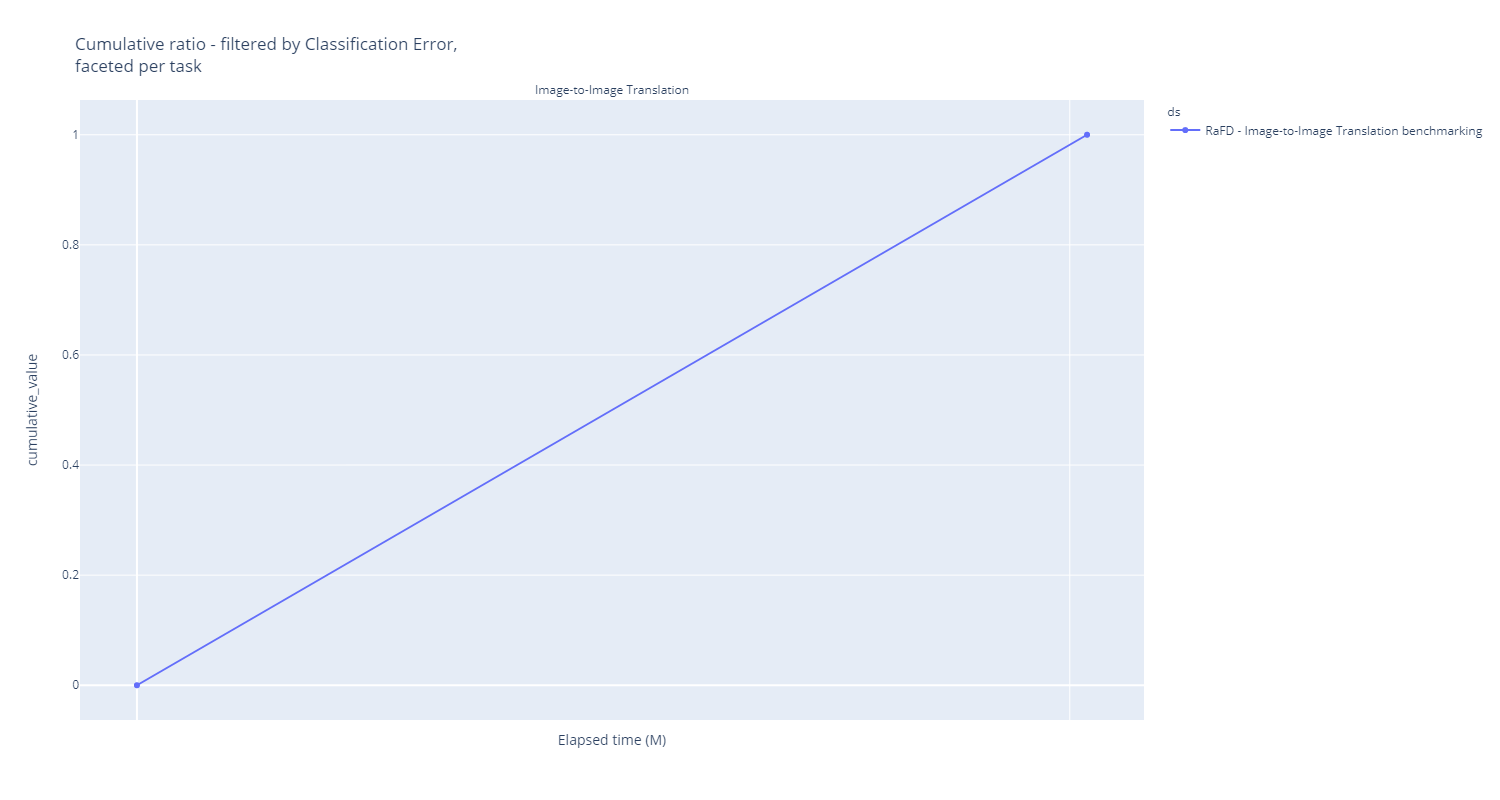 Cumulative ratio - filtered by Classification Error,
faceted per task
Image-to-Image Translation
ds
RaFD - Image-to-Image Translation benchmarking
1
0.8
0.6
0.4
0.2
0
cumulative_value
Elapsed time (M)